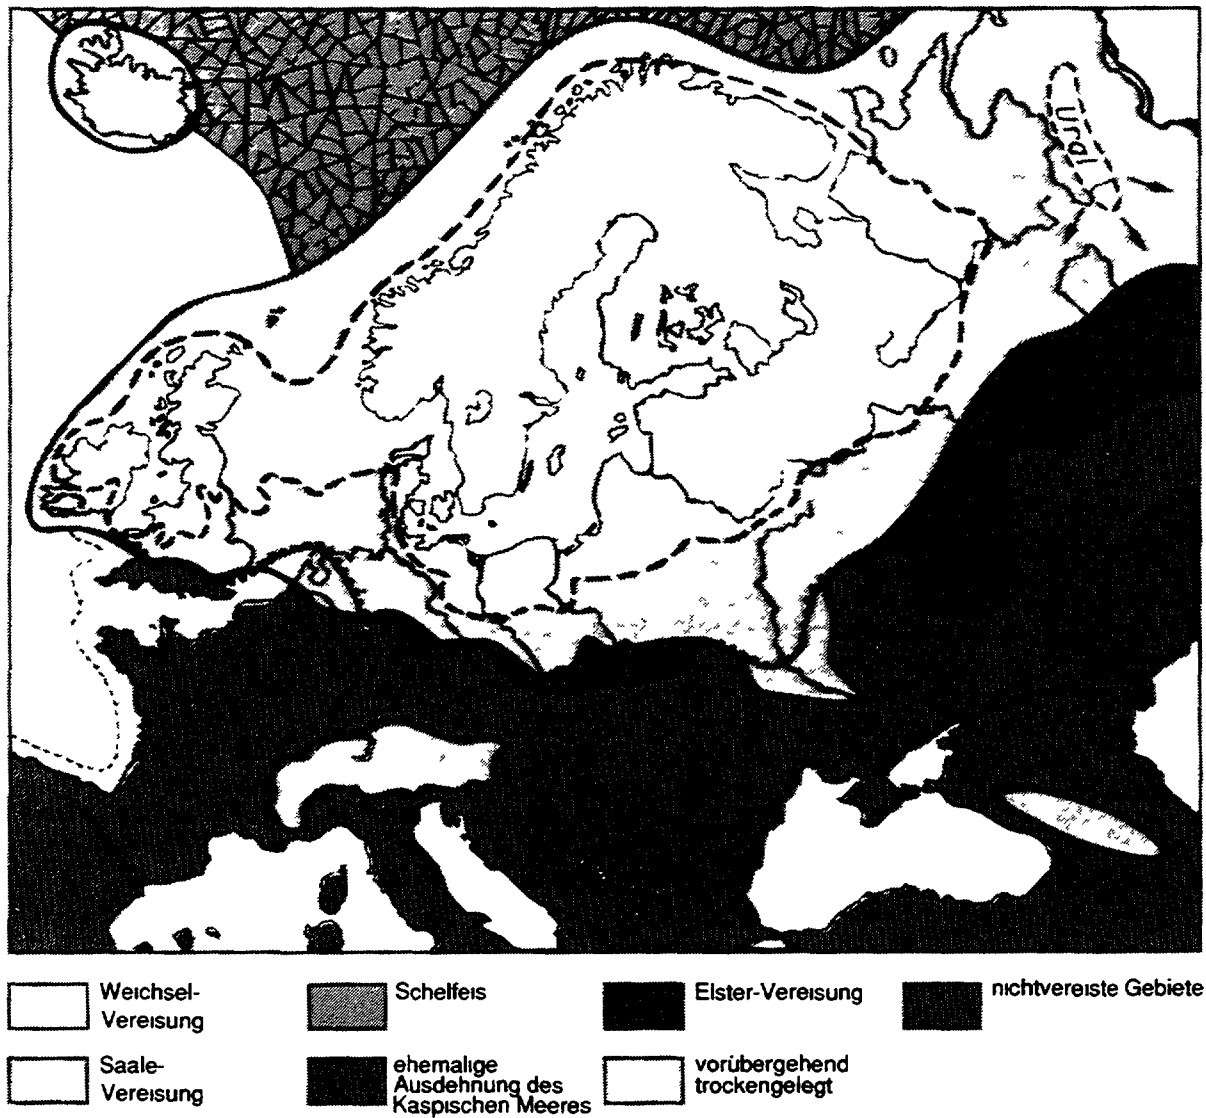 Ural
Weichsel-
Vereisung
Schelfeis
Elster-Vereisung
nichtvereiste Gebiete
Saale-
Vereisung
ehemalige
Ausdehnung des
Kaspischen Meeres
vorübergehend
trockengelegt